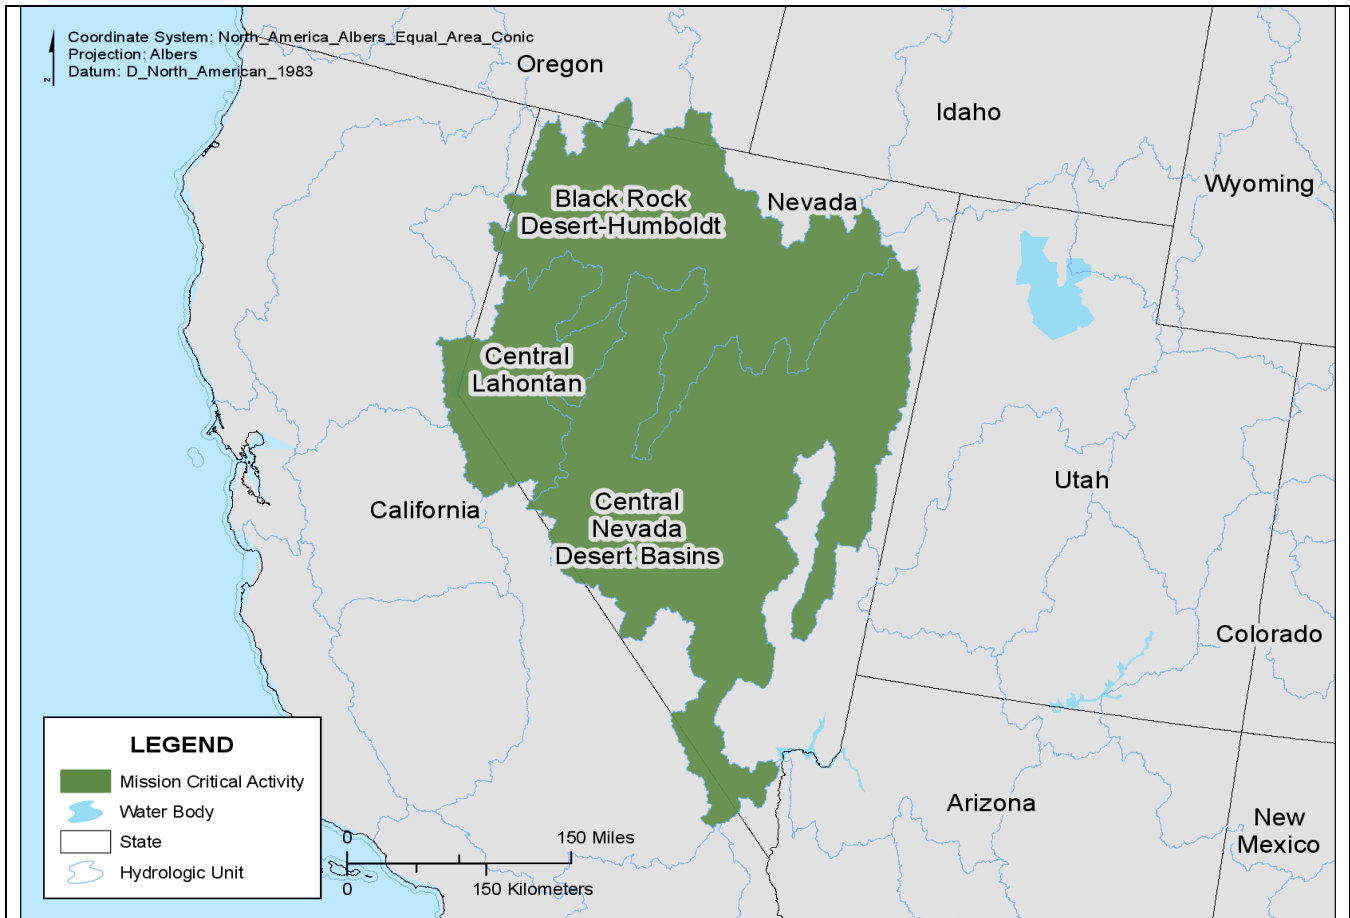 Coordinate System: North_America_Albers_Equal_Area_Conic
Projection: Albers
Datum: D_North_American_1983
N
Oregon
Idaho
Wyoming
Black Rock
Desert-Humboldt
Nevada
Central
Lahontan
California
Central
Nevada
Desert Basins
Utah
Colorado
Arizona
New
Mexico
LEGEND
Mission Critical Activity
Water Body
State
Hydrologic Unit
0
150 Miles
0
150 Kilometers